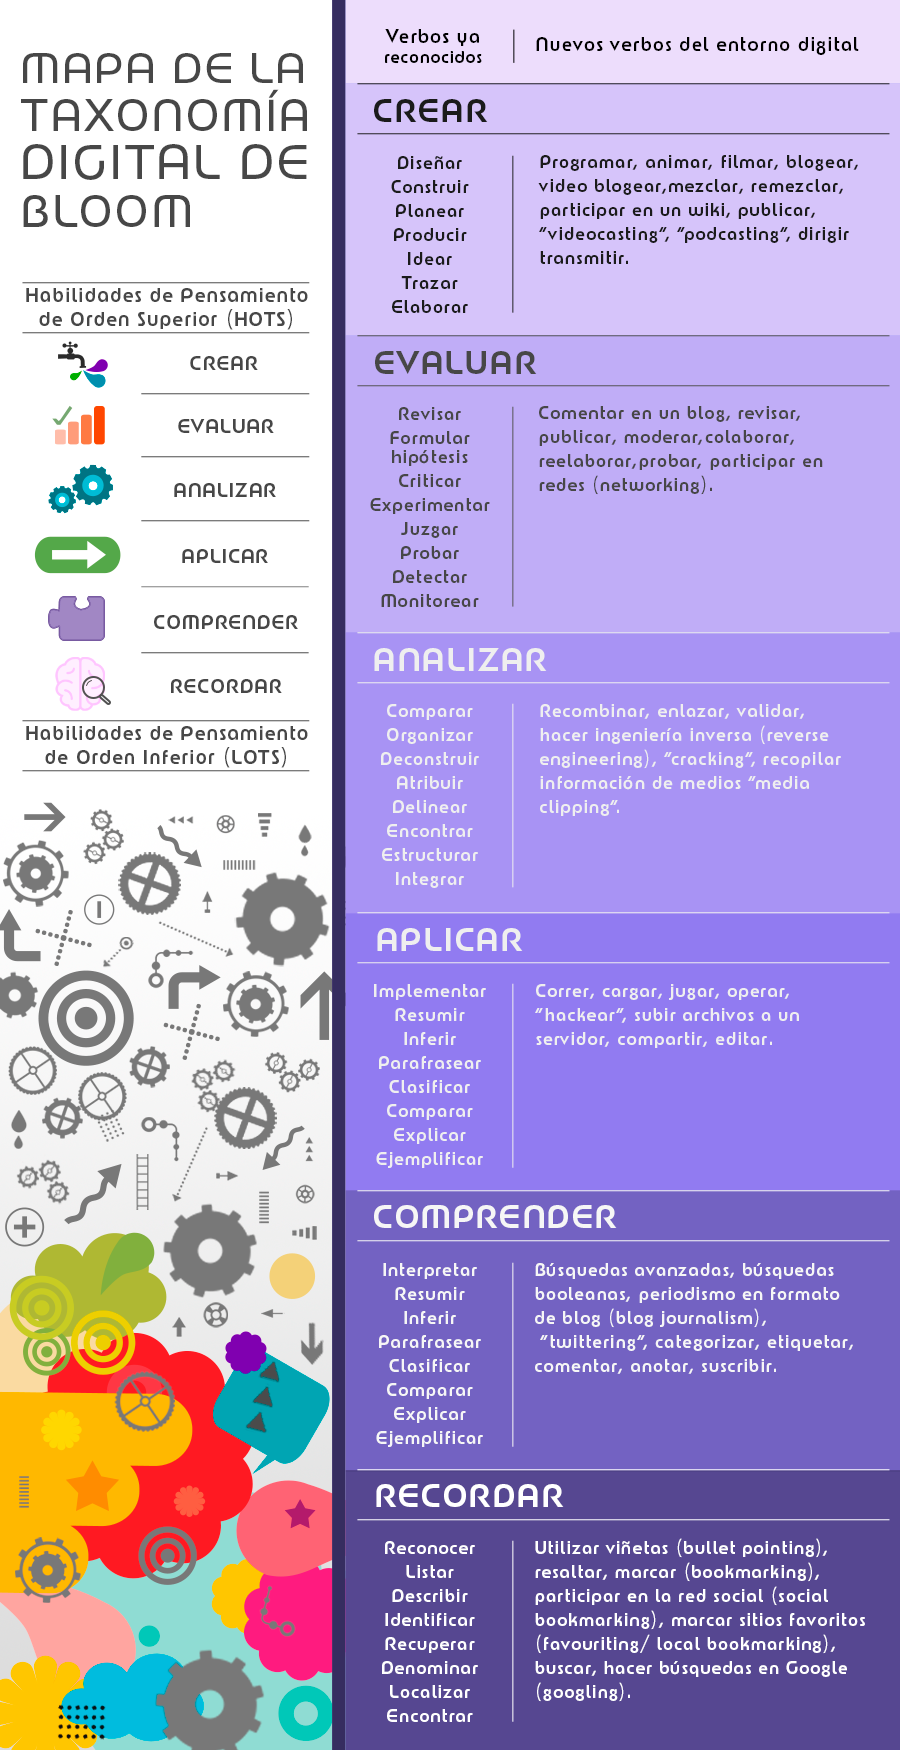 MAPA DE LA
TAXONOMÍA
DIGITAL DE
BLOOM
Habilidades de Pensamiento
de Orden Superior (HOTS)
CREAR
EVALUAR
ANALIZAR
APLICAR
COMPRENDER
RECORDAR
Habilidades de Pensamiento
de Orden Inferior (LOTS)
Verbos ya
reconocidos
Nuevos verbos del entorno digital
CREAR
Diseñar
Construir
Planear
Producir
Idear
Trazar
Elaborar
Programar, animar, filmar, blogear,
video blogear,mezclar, remezclar,
participar en un wiki, publicar,
"videocasting", "podcasting", dirigir
transmitir.
EVALUAR
Revisar
Formular
hipótesis
Criticar
Experimentar
Juzgar
Probar
Detectar
Monitorear
Comentar en un blog, revisar,
publicar, moderar,colaborar,
reelaborar,probar, participar en
redes (networking).
ANALIZAR
Comparar
Organizar
Deconstruir
Atribuir
Delinear
Encontrar
Estructurar
Integrar
Recombinar, enlazar, validar,
hacer ingeniería inversa (reverse
engineering), "cracking", recopilar
información de medios "media
clipping".
APLICAR
Implementar
Resumir
Inferir
Parafrasear
Clasificar
Comparar
Explicar
Ejemplificar
Correr, cargar, jugar, operar,
"hackear", subir archivos a un
servidor, compartir, editar.
COMPRENDER
Interpretar
Resumir
Inferir
Parafrasear
Clasificar
Comparar
Explicar
Ejemplificar
Búsquedas avanzadas, búsquedas
booleanas, periodismo en formato
de blog (blog journalism),
"twittering", categorizar, etiquetar,
comentar, anotar, suscribir.
RECORDAR
Reconocer
Listar
Describir
Identificar
Recuperar
Denominar
Localizar
Encontrar
Utilizar viñetas (bullet pointing),
resaltar, marcar (bookmarking),
participar en la red social (social
bookmarking), marcar sitios favoritos
(favouriting/ local bookmarking),
buscar, hacer búsquedas en Google
(googling).